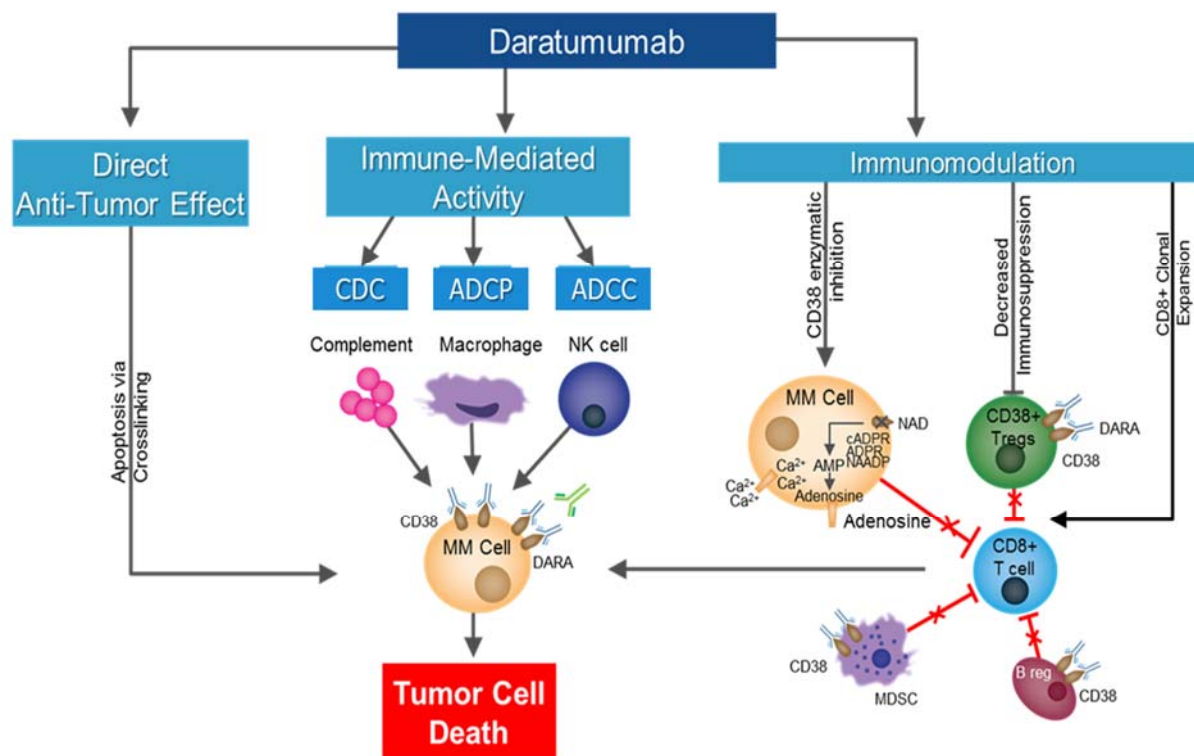 Daratumumab
Direct
Anti-Tumor Effect
Immune-Mediated
Activity
Immunomodulation
CDC
ADCP
ADCC
Complement
Macrophage
NK cell
Apoptosis via
Crosslinking
CD38 enzymatic
inhibition
Decreased
Immunosuppression
CD8+ Clonal
Expansion
MM Cell
NAD
cADPR
ADPR
NAADP
AMP
Ca2+
Ca2+
Ca2+
Ca2+
Adenosine
Adenosine
CD38+
Tregs
DARA
CD38
CD8+
T cell
CD38
MM Cell
DARA
CD38
MDSC
B reg
CD38
Tumor Cell
Death